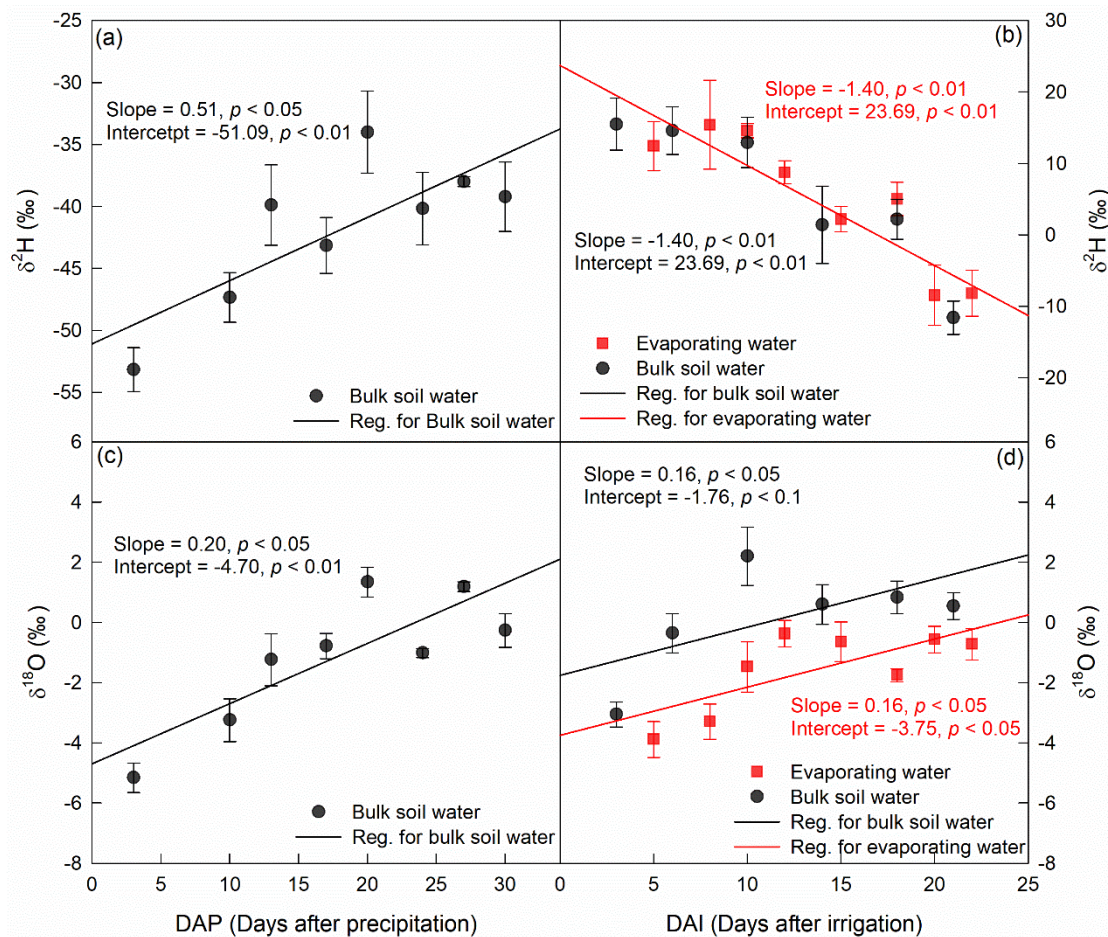 (a)
Slope = 0.51, p < 0.05
Intercetpt = -51.09, p < 0.01
-25
-30
-35
-40
-45
-50
-55
δ²H (‰)
Bulk soil water
Reg. for Bulk soil water
(b)
Slope = -1.40, p < 0.01
Intercept = 23.69, p < 0.01
Slope = -1.40, p < 0.01
Intercept = 23.69, p < 0.01
Evaporating water
Bulk soil water
Reg. for bulk soil water
Reg. for evaporating water
30
20
10
0
-10
-20
δ²H (‰)
(c)
Slope = 0.20, p < 0.05
Intercept = -4.70, p < 0.01
6
4
2
0
-2
-4
-6
-8
δ¹⁸O (‰)
Bulk soil water
Reg. for bulk soil water
0 5 10 15 20 25 30
DAP (Days after precipitation)
(d)
Slope = 0.16, p < 0.05
Intercept = -1.76, p < 0.1
Slope = 0.16, p < 0.05
Intercept = -3.75, p < 0.05
Evaporating water
Bulk soil water
Reg. for bulk soil water
Reg. for evaporating water
6
4
2
0
-2
-4
-6
-8
δ¹⁸O (‰)
0 5 10 15 20 25
DAI (Days after irrigation)